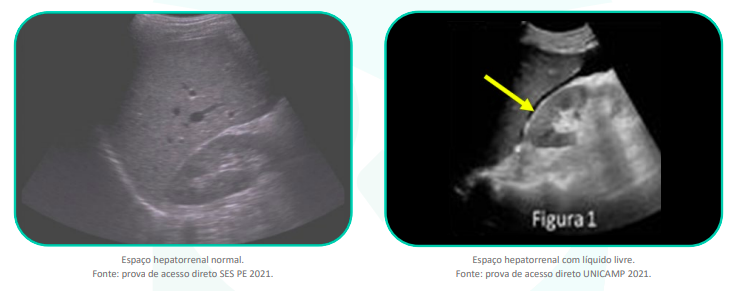 Figura 1
Espaço hepatorrenal normal.
Fonte: prova de acesso direto SES PE 2021.
Espaço hepatorrenal com líquido livre.
Fonte: prova de acesso direto UNICAMP 2021.